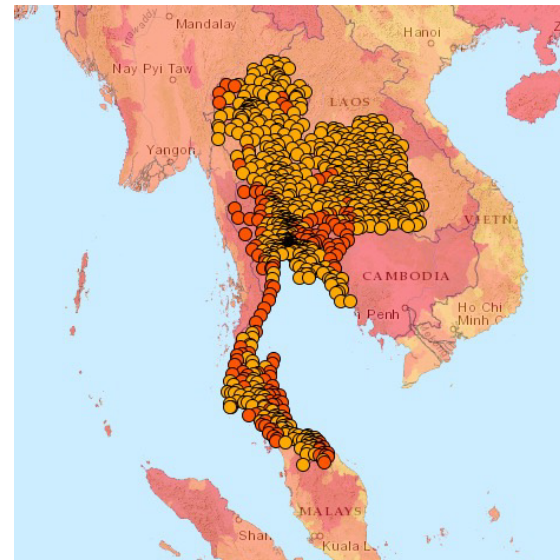 Mandalay
Hanoi
Nay Pyi Taw
LAOS
Yangon
VIETN
CAMBODIA
Penh
Ho Chi
Minh C
MALAYS
Kuala L